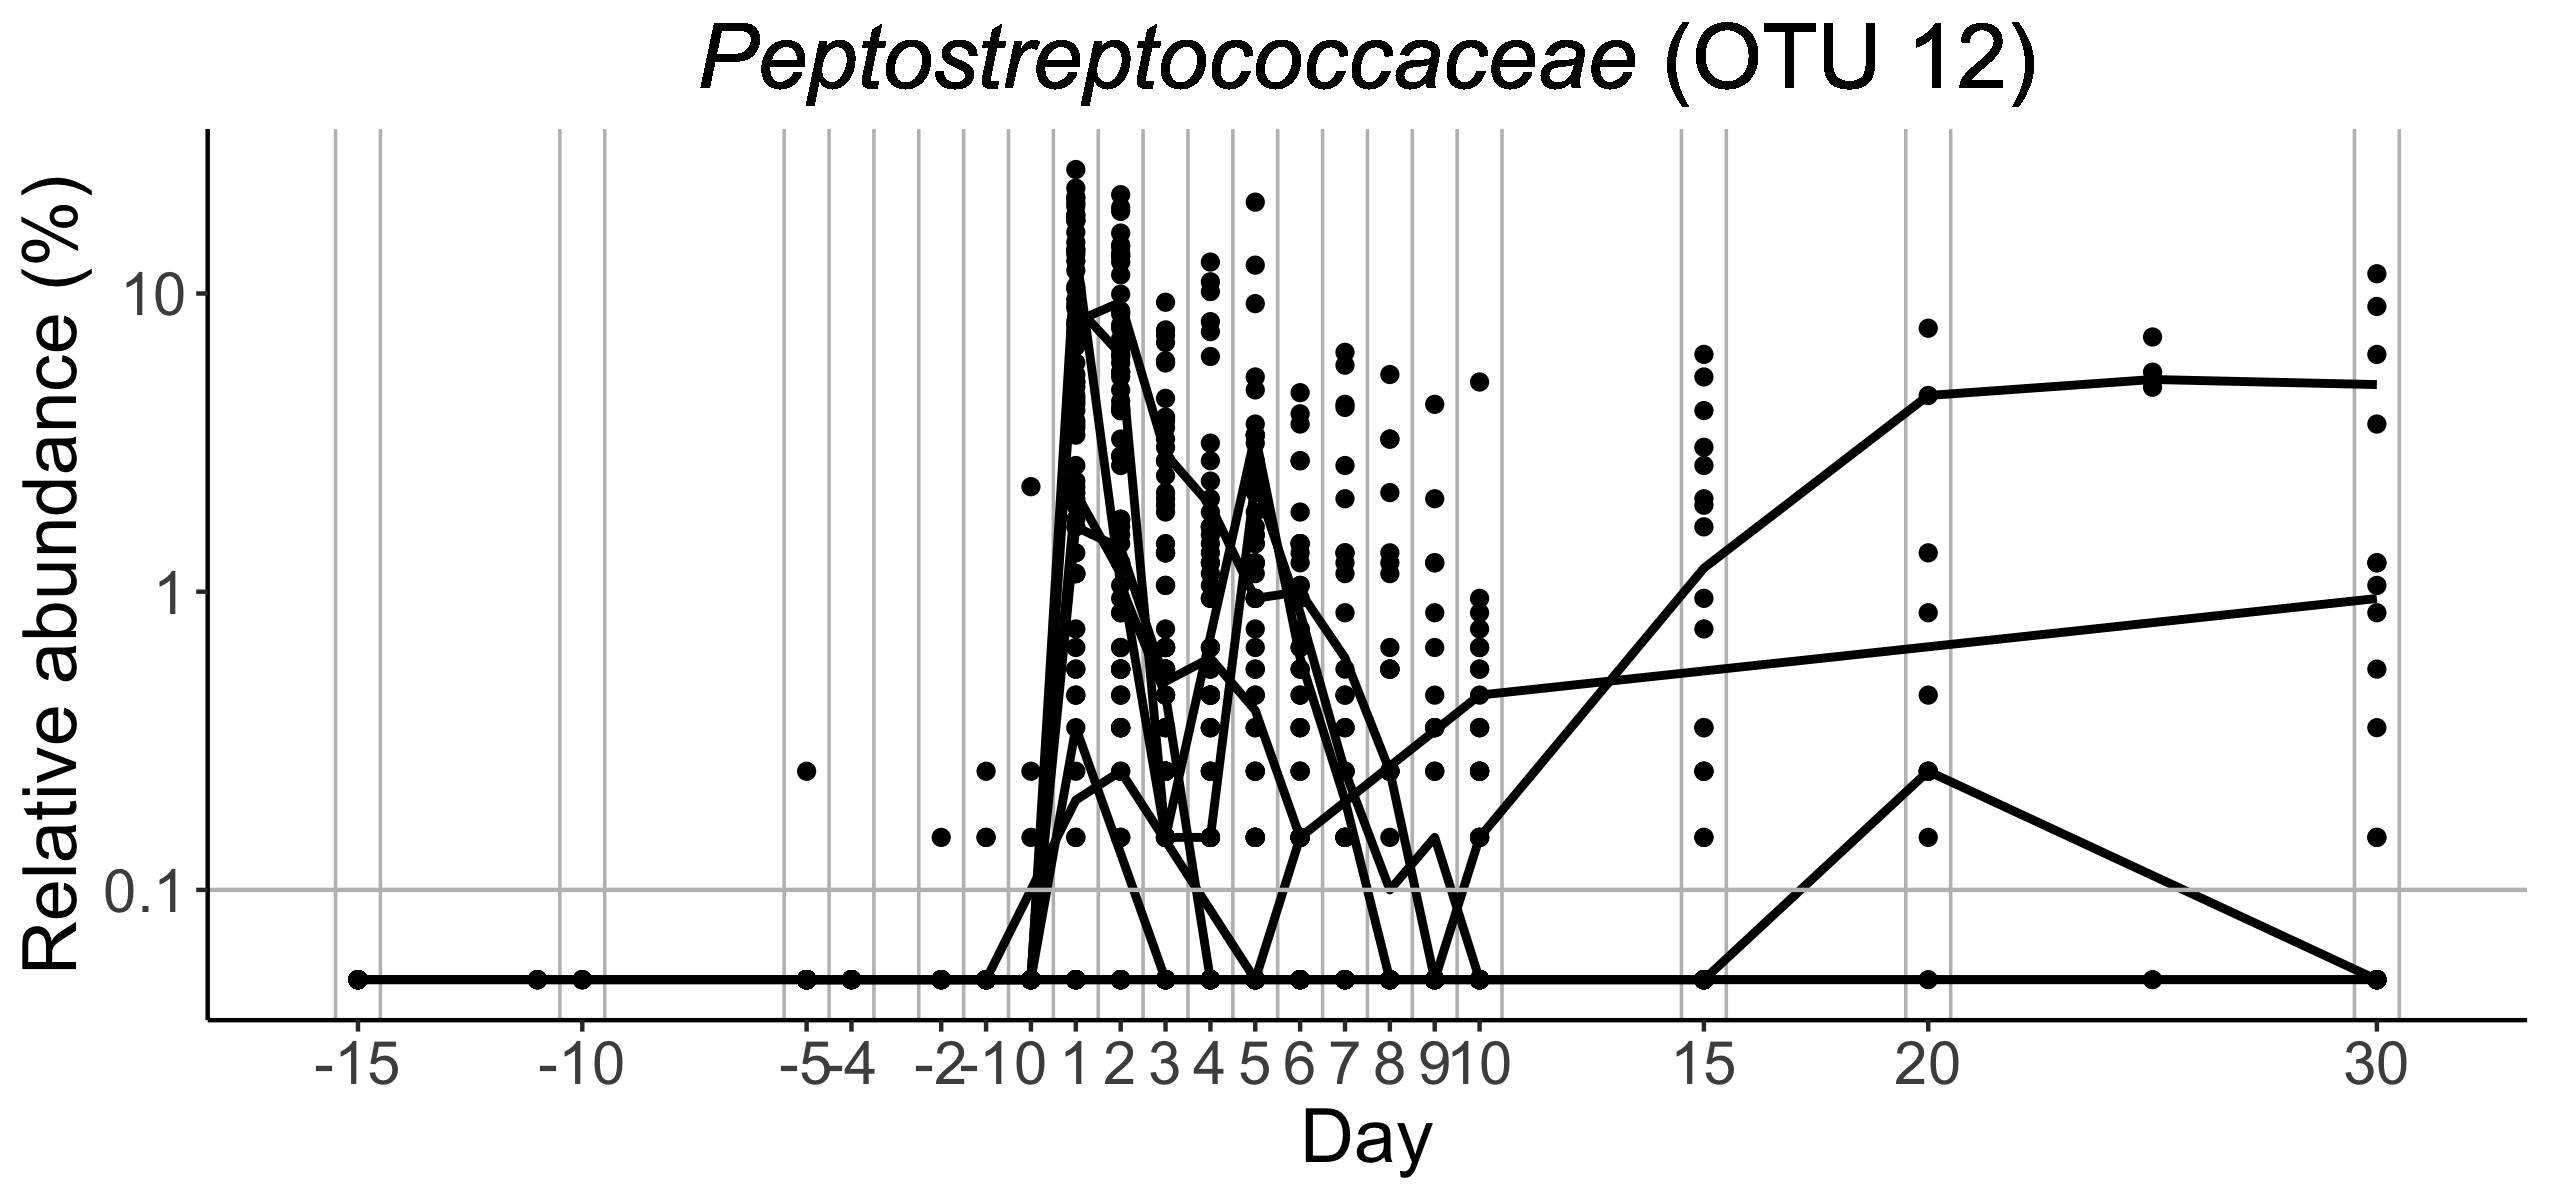 Peptostreptococcaceae (OTU 12)
Relative abundance (%)
10
1
0.1
-15 -10 -5 -4 -2 -1 0 1 2 3 4 5 6 7 8 9 10 15 20 30
Day